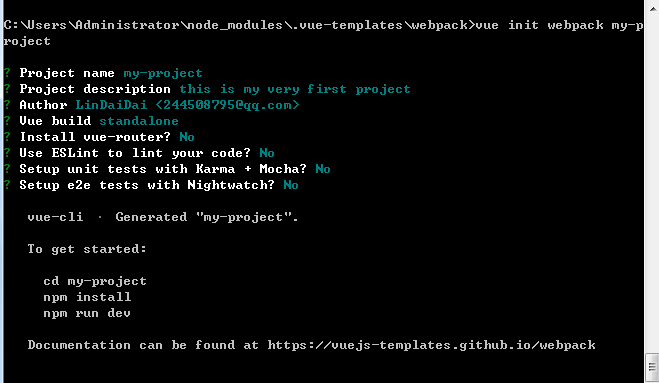 C:\Users\Administrator\node_modules\.vue-templates\webpack>vue init webpack my-p
roject
? Project name my-project
? Project description this is my very first project
? Author LinDaiDai <244508795@qq.com>
? Vue build standalone
? Install vue-router? No
? Use ESLint to lint your code? No
? Setup unit tests with Karma + Mocha? No
? Setup e2e tests with Nightwatch? No
vue-cli · Generated "my-project".
To get started:
cd my-project
npm install
npm run dev
Documentation can be found at https://vuejs-templates.github.io/webpack